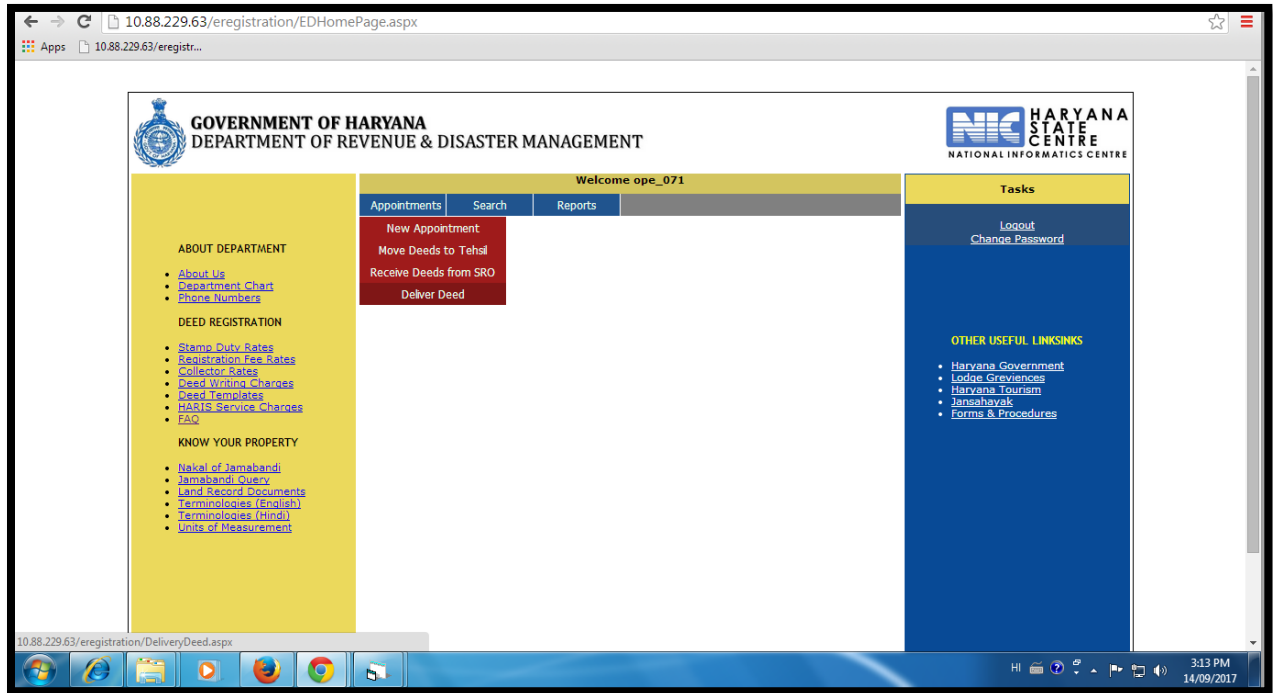 10.88.229.63/eregistration/EDHomePage.aspx
Apps 10.88.229.63/eregistr...
GOVERNMENT OF HARYANA
DEPARTMENT OF REVENUE & DISASTER MANAGEMENT
NIC HARYANA
STATE
CENTRE
NATIONAL INFORMATICS CENTRE
Welcome ope_071
Appointments Search Reports
New Appointment
Move Deeds to Tehsil
Receive Deeds from SRO
Deliver Deed
ABOUT DEPARTMENT
About Us
Department Chart
Phone Numbers
DEED REGISTRATION
Stamp Duty Rates
Registration Fee Rates
Collector Rates
Deed Writing Charges
Deed Templates
HARIS Service Charges
FAQ
KNOW YOUR PROPERTY
Nakal of Jamabandi
Jamabandi Query
Land Record Documents
Terminologies (English)
Terminologies (Hindi)
Units of Measurement
Tasks
Logout
Change Password
OTHER USEFUL LINKSINKS
Haryana Government
Lodge Greviences
Haryana Tourism
Jansahayak
Forms & Procedures
10.88.229.63/eregistration/DeliveryDeed.aspx
HI
3:13 PM
14/09/2017